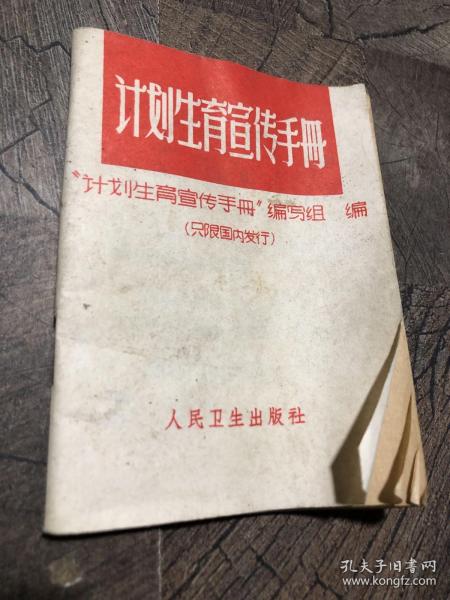 计划生育宣传手册
“计划生育宣传手册”编写组 编
(只限国内发行)
人民卫生出版社
孔夫子旧书网
www.kongfz.com